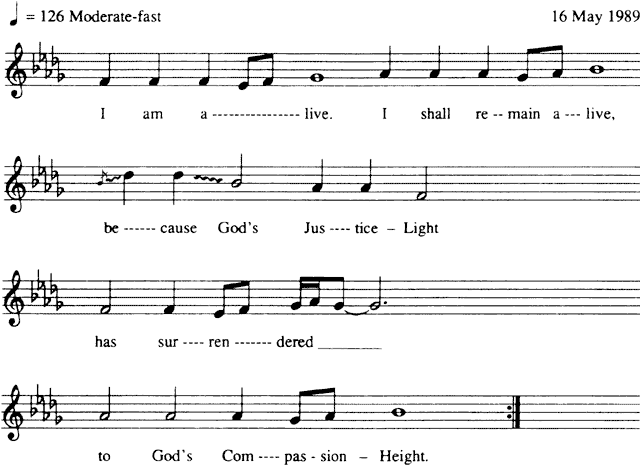 = 126 Moderate-fast 16 May 1989
I am a --------------- live. I shall re -- main a --- live,
be ------ cause God's Jus ---- tice – Light
has sur ---- ren ------- dered ________
to God's Com ---- pas - sion – Height.